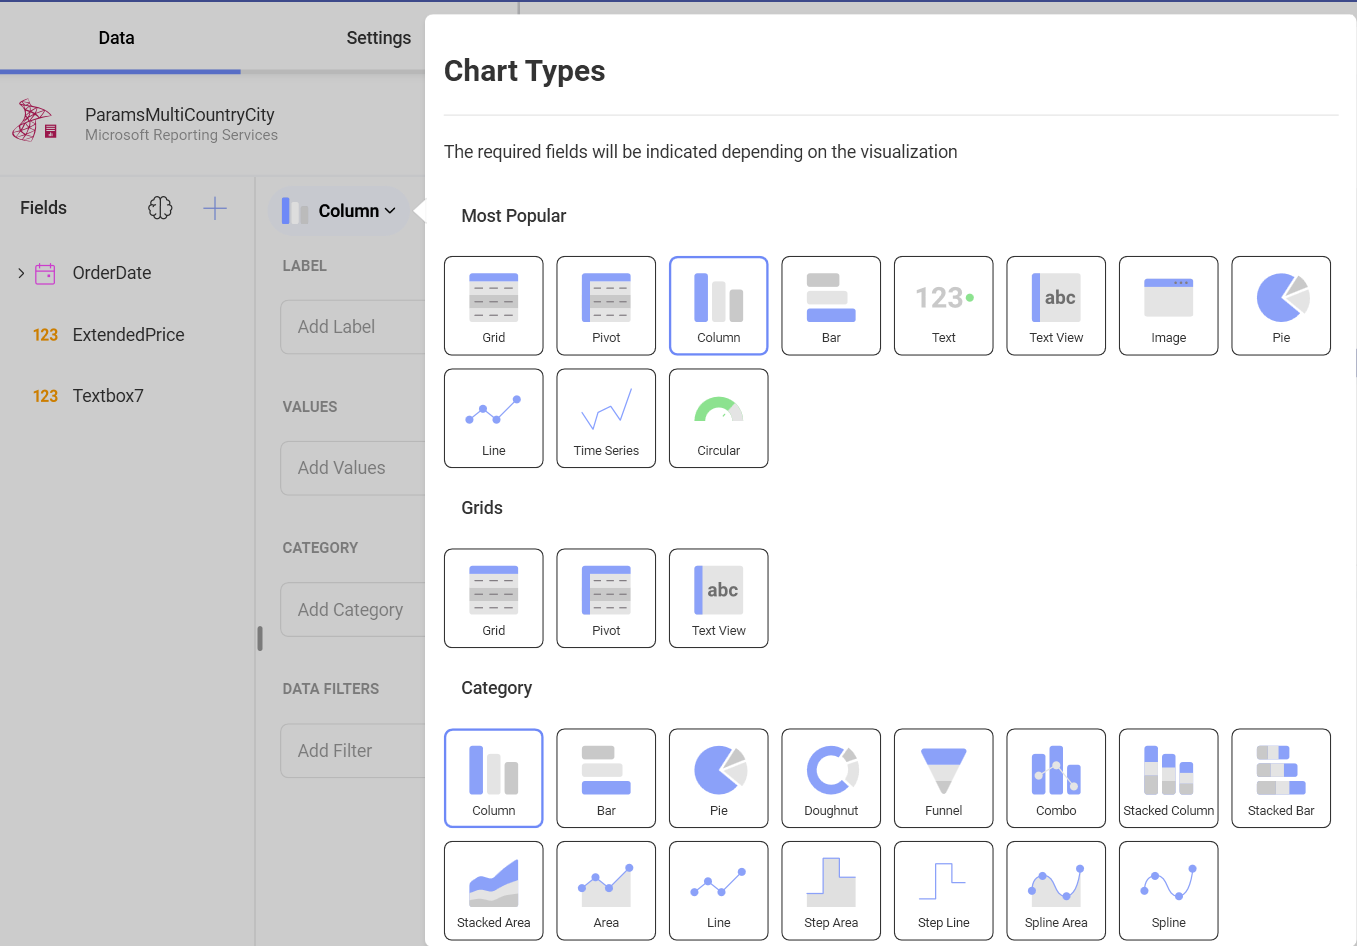 Data
Settings
ParamsMultiCountryCity
Microsoft Reporting Services
Fields
OrderDate
123 ExtendedPrice
123 Textbox7
Column
LABEL
Add Label
VALUES
Add Values
CATEGORY
Add Category
DATA FILTERS
Add Filter
Chart Types
The required fields will be indicated depending on the visualization
Most Popular
123
abc
Grid Pivot Column Bar Text Text View Image Pie
Line Time Series Circular
Grids
abc
Grid Pivot Text View
Category
Column Bar Pie Doughnut Funnel Combo Stacked Column Stacked Bar
Stacked Area Area Line Step Area Step Line Spline Area Spline